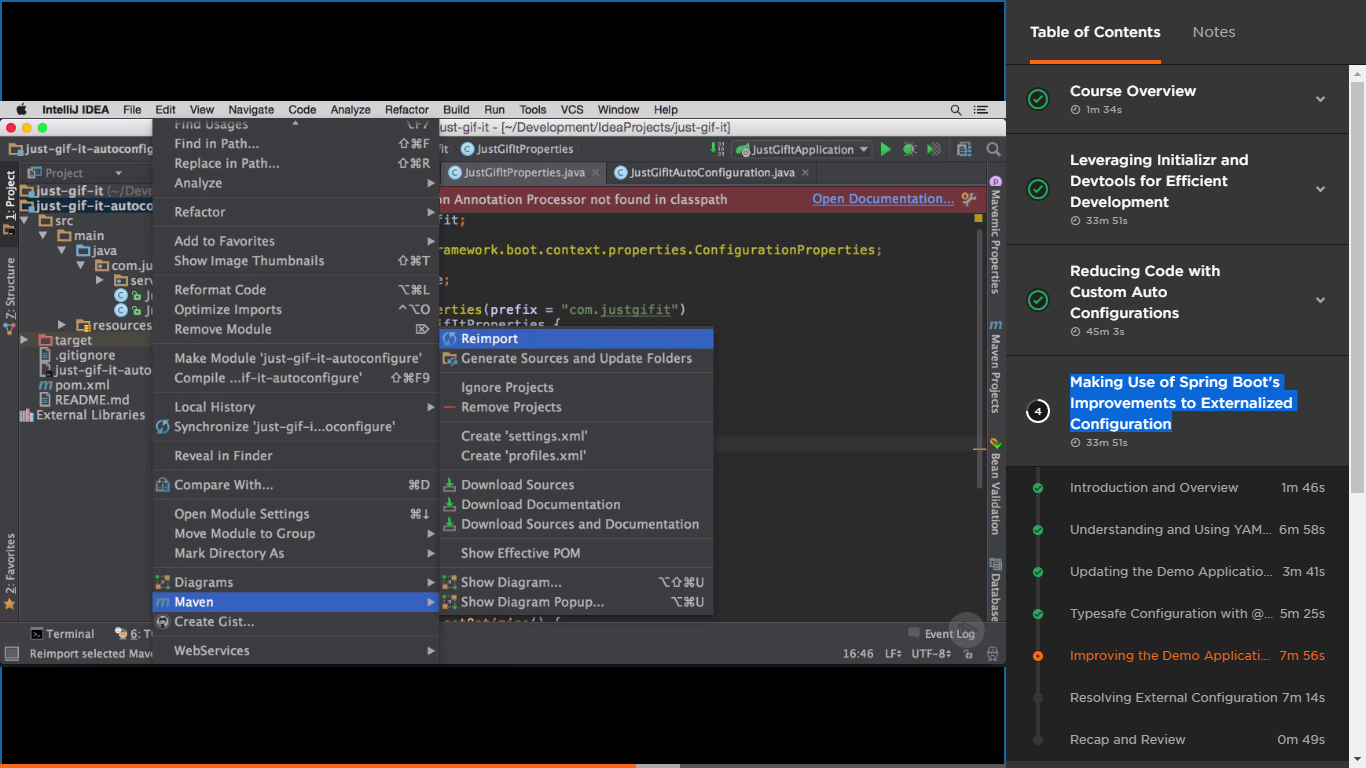 IntelliJ IDEA File Edit View Navigate Code Analyze Refactor Build Run Tools VCS Window Help
just-gif-it - [~/Development/IdeaProjects/just-gif-it]
just-gif-it-autoconfig
JustGifItProperties
JustGifItApplication
Project
JustGifItProperties.java
JustGifItAutoConfiguration.java
on Annotation Processor not found in classpath
Open Documentation...
just-gif-it (~/Deve
just-gif-it-autoco
src
main
java
com.ju
serv
resources
target
.gitignore
just-gif-it-auto
pom.xml
README.md
External Libraries
1: Project
Z: Structure
2: Favorites
Find Usages ⌥F7
Find in Path... ⇧⌘F
Replace in Path... ⇧⌘R
Analyze
Refactor
Add to Favorites
Show Image Thumbnails ⇧⌘T
Reformat Code ⌥⌘L
Optimize Imports ^⌥O
Remove Module ⌦
Make Module 'just-gif-it-autoconfigure'
Compile ...if-it-autoconfigure' ⇧⌘F9
Local History
Synchronize 'just-gif-i...oconfigure'
Reveal in Finder
Compare With... ⌘D
Open Module Settings ⌘↓
Move Module to Group
Mark Directory As
Diagrams
Maven
Create Gist...
WebServices
fit;
ramework.boot.context.properties.ConfigurationProperties;
e;
erties(prefix = "com.justgifit")
ifItProperties {
Reimport
Generate Sources and Update Folders
Ignore Projects
Remove Projects
Create 'settings.xml'
Create 'profiles.xml'
Download Sources
Download Documentation
Download Sources and Documentation
Show Effective POM
Show Diagram... ⌥⇧⌘U
Show Diagram Popup... ⌥⌘U
getOptimize() {
Properties
Maven Projects
Bean Validation
Database
Terminal
6: T
Event Log
Reimport selected Mave
16:46 LF UTF-8
Table of Contents
Notes
Course Overview
1m 34s
Leveraging Initializr and
Devtools for Efficient
Development
33m 51s
Reducing Code with
Custom Auto
Configurations
45m 3s
4
Making Use of Spring Boot's
Improvements to Externalized
Configuration
33m 51s
Introduction and Overview 1m 46s
Understanding and Using YAM... 6m 58s
Updating the Demo Applicatio... 3m 41s
Typesafe Configuration with @... 5m 25s
Improving the Demo Applicati... 7m 56s
Resolving External Configuration 7m 14s
Recap and Review 0m 49s